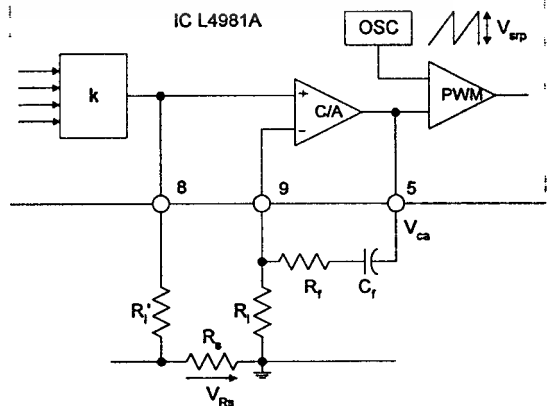 IC L4981A
OSC
V_srp
k
+
-
C/A
PWM
8
9
5
V_ca
R_f
C_f
R_i'
R_i
R_s
V_Rs